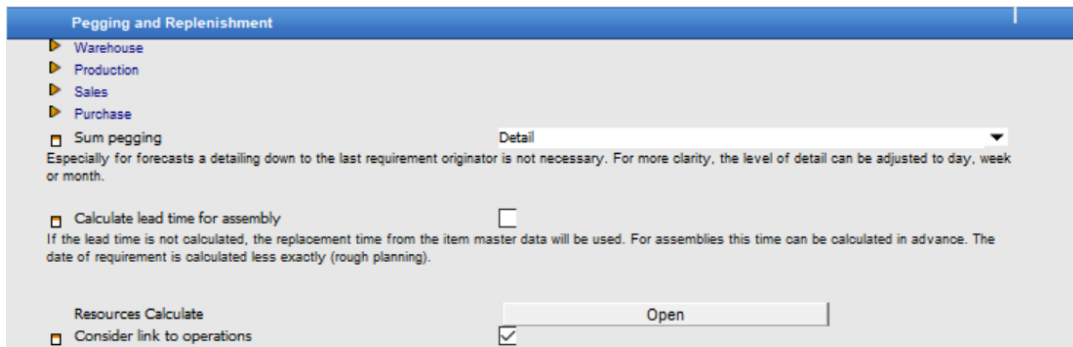 Pegging and Replenishment
Warehouse
Production
Sales
Purchase
Sum pegging Detail
Especially for forecasts a detailing down to the last requirement originator is not necessary. For more clarity, the level of detail can be adjusted to day, week
or month.
Calculate lead time for assembly
If the lead time is not calculated, the replacement time from the item master data will be used. For assemblies this time can be calculated in advance. The
date of requirement is calculated less exactly (rough planning).
Resources Calculate Open
Consider link to operations